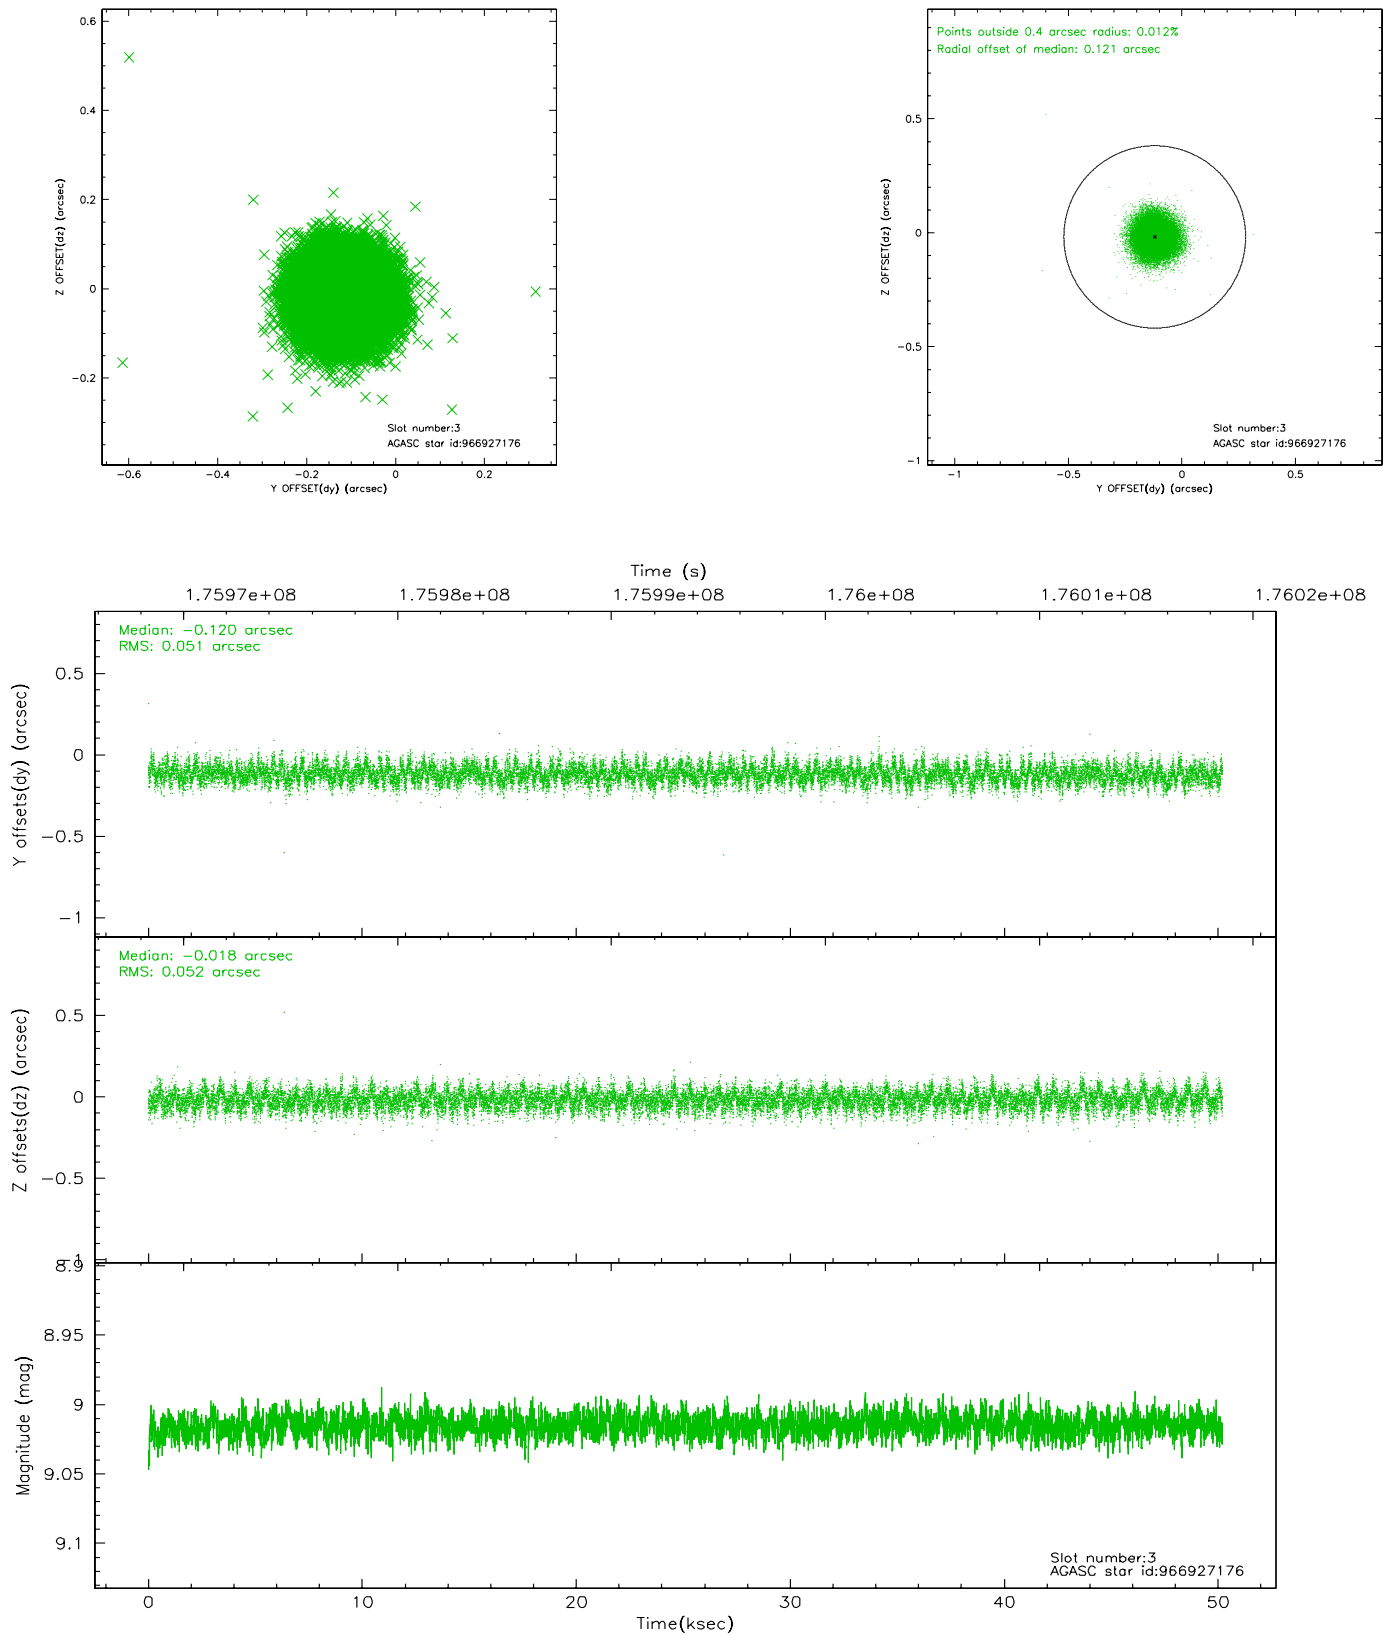 0.6
0.4
0.2
0
-0.2
Z OFFSET(dz) (arcsec)
Slot number:3
AGASC star id:966927176
-0.6 -0.4 -0.2 0 0.2
Y OFFSET(dy) (arcsec)
Points outside 0.4 arcsec radius: 0.012%
Radial offset of median: 0.121 arcsec
0.5
0
-0.5
-1
Z OFFSET(dz) (arcsec)
Slot number:3
AGASC star id:966927176
-1 -0.5 0 0.5
Y OFFSET(dy) (arcsec)
Time (s)
1.7597e+08 1.7598e+08 1.7599e+08 1.76e+08 1.7601e+08 1.7602e+08
Median: -0.120 arcsec
RMS: 0.051 arcsec
0.5
0
-0.5
-1
Y offsets(dy) (arcsec)
Median: -0.018 arcsec
RMS: 0.052 arcsec
0.5
0
-0.5
-1
Z offsets(dz) (arcsec)
8.9
8.95
9
9.05
9.1
Magnitude (mag)
Slot number:3
AGASC star id:966927176
0 10 20 30 40 50
Time(ksec)